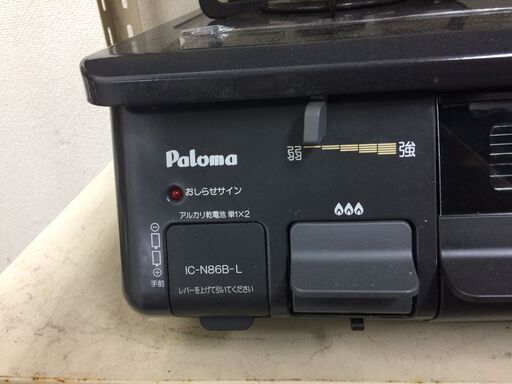 Paloma
弱 強
おしらせサイン
アルカリ乾電池 単1×2
IC-N86B-L
レバーを上げて引いてください
手前